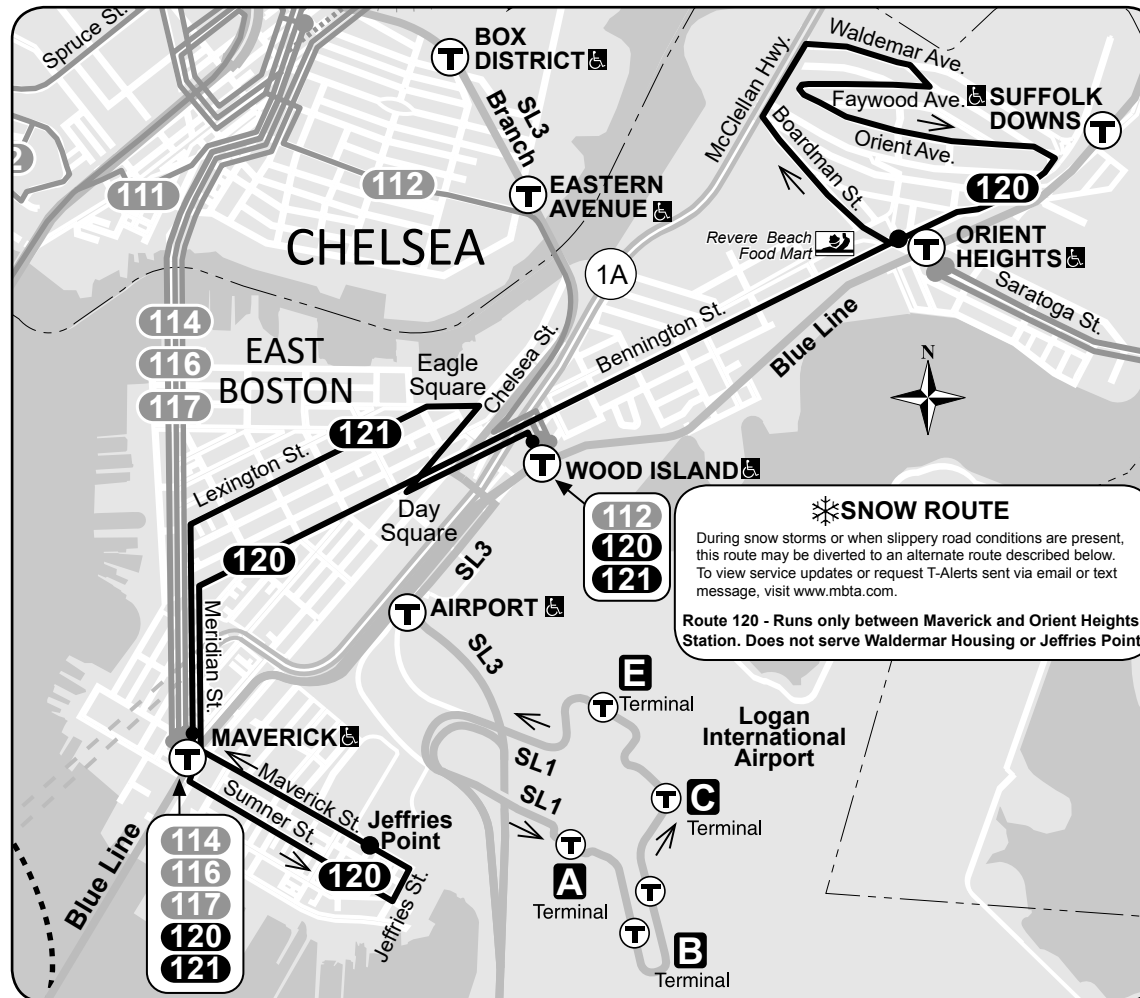 Spruce St.
BOX
DISTRICT
SL3
Branch
McClellan Hwy.
Waldemar Ave.
Faywood Ave.
SUFFOLK
DOWNS
T
T
Orient Ave.
Boardman St.
2
111
112
T
EASTERN
AVENUE
120
CHELSEA
Revere Beach
Food Mart
T
ORIENT
HEIGHTS
1A
Saratoga St.
114
116
117
EAST
BOSTON
Eagle
Square
Chelsea St.
Bennington St.
Blue Line
N
121
Lexington St.
T
WOOD ISLAND
Day
Square
112
120
121
SNOW ROUTE
During snow storms or when slippery road conditions are present,
this route may be diverted to an alternate route described below.
To view service updates or request T-Alerts sent via email or text
message, visit www.mbta.com.
Route 120 - Runs only between Maverick and Orient Heights
Station. Does not serve Waldermar Housing or Jeffries Point
120
SL3
T
AIRPORT
SL3
Meridian St.
E
Terminal
T
Logan
International
Airport
MAVERICK
T
SL1
SL1
Maverick St.
Sumner St.
T
C
Terminal
Jeffries
Point
120
Jeffries St.
T
A
Terminal
T
T
B
Terminal
Blue Line
114
116
117
120
121